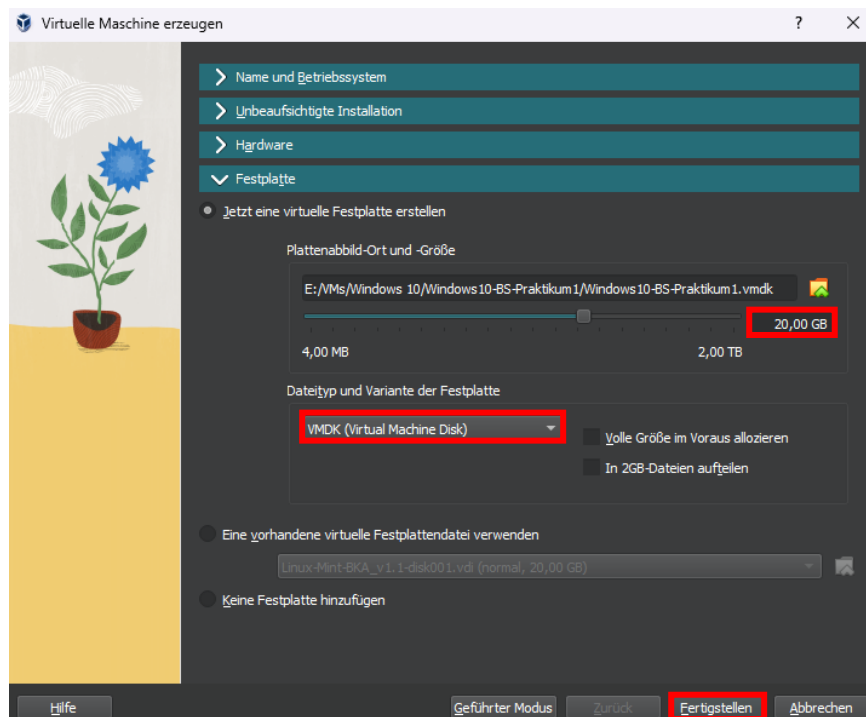 Virtuelle Maschine erzeugen ? ×
Name und Betriebssystem
Unbeaufsichtigte Installation
Hardware
Festplatte
Jetzt eine virtuelle Festplatte erstellen
Plattenabbild-Ort und -Größe
E:/VMs/Windows 10/Windows10-BS-Praktikum1/Windows10-BS-Praktikum1.vmdk
20,00 GB
4,00 MB 2,00 TB
Dateityp und Variante der Festplatte
VMDK (Virtual Machine Disk)
Volle Größe im Voraus allozieren
In 2GB-Dateien aufteilen
Eine vorhandene virtuelle Festplattendatei verwenden
Linux-Mint-BKA_v1.1-disk001.vdi (normal, 20,00 GB)
Keine Festplatte hinzufügen
Hilfe Geführter Modus Zurück Fertigstellen Abbrechen